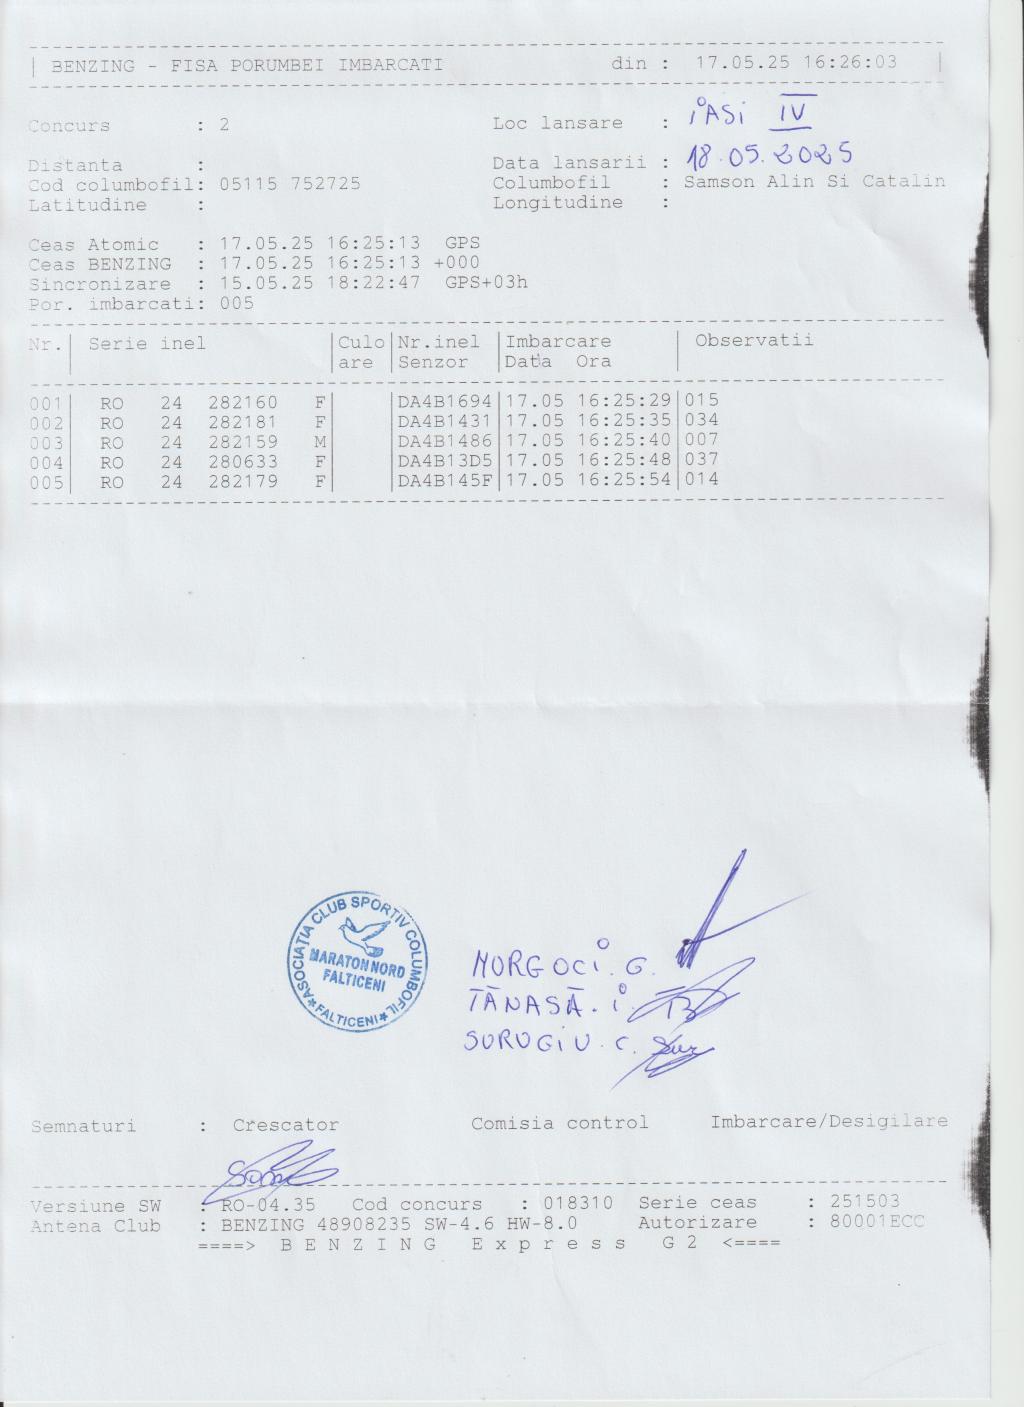 | BENZING - FISA PORUMBEI IMBARCATI din : 17.05.25 16:26:03 |
Concurs : 2 Loc lansare : IASI IV
Distanta : Data lansarii : 18.05.2025
Cod columbofil: 05115 752725 Columbofil : Samson Alin Si Catalin
Latitudine : Longitudine :
Ceas Atomic : 17.05.25 16:25:13 GPS
Ceas BENZING : 17.05.25 16:25:13 +000
Sincronizare : 15.05.25 18:22:47 GPS+03h
Por. imbarcati: 005
Nr.| Serie inel |Culo|Nr.inel |Imbarcare | Observatii
| |are |Senzor |Data Ora |
001| RO 24 282160 F| |DA4B1694|17.05 16:25:29|015
002| RO 24 282181 F| |DA4B1431|17.05 16:25:35|034
003| RO 24 282159 M| |DA4B1486|17.05 16:25:40|007
004| RO 24 280633 F| |DA4B13D5|17.05 16:25:48|037
005| RO 24 282179 F| |DA4B145F|17.05 16:25:54|014
ASOCIATIA CLUB SPORTIV COLUMBOFIL
MARATON NORD
FALTICENI
*FALTICENI*
MURGOCI. G.
TĂNASĂ. I.
SURUGIU. C.
Semnaturi : Crescator Comisia control Imbarcare/Desigilare
Versiune SW : RO-04.35 Cod concurs : 018310 Serie ceas : 251503
Antena Club : BENZING 48908235 SW-4.6 HW-8.0 Autorizare : 80001ECC
====> B E N Z I N G E x p r e s s G 2 <====